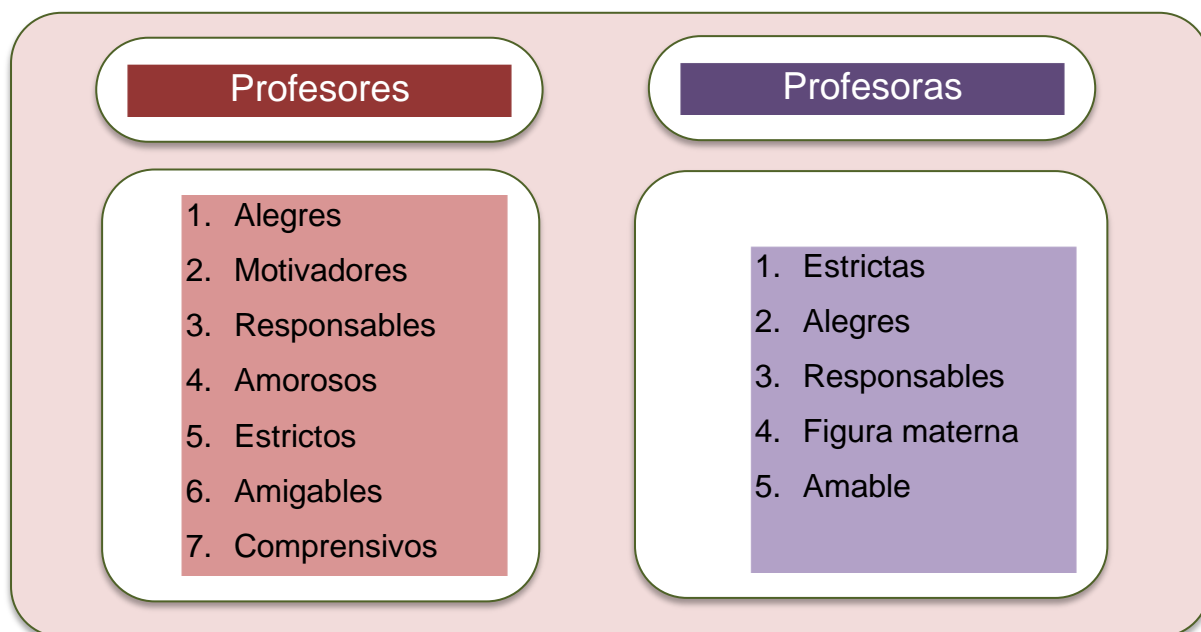 Profesores
1. Alegres
2. Motivadores
3. Responsables
4. Amorosos
5. Estrictos
6. Amigables
7. Comprensivos
Profesoras
1. Estrictas
2. Alegres
3. Responsables
4. Figura materna
5. Amable